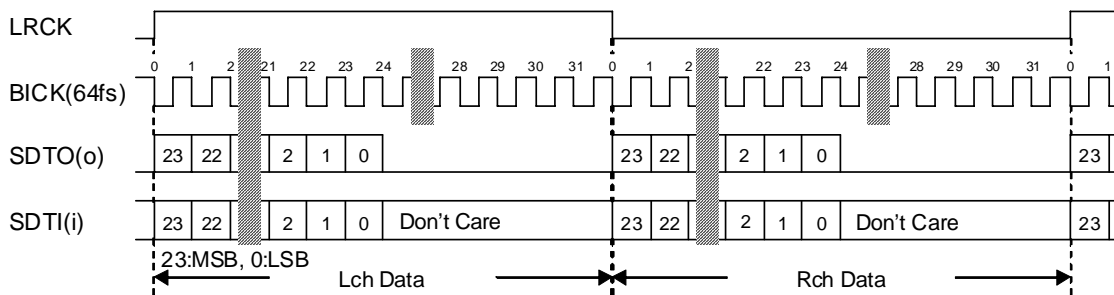 LRCK
0 1 2 21 22 23 24 28 29 30 31 0 1 2 21 22 23 24 28 29 30 31 0 1
BICK(64fs)
SDTO(o) 23 22 2 1 0 23 22 2 1 0 23
SDTI(i) 23 22 2 1 0 Don't Care 23 22 2 1 0 Don't Care 23
23:MSB, 0:LSB
Lch Data Rch Data